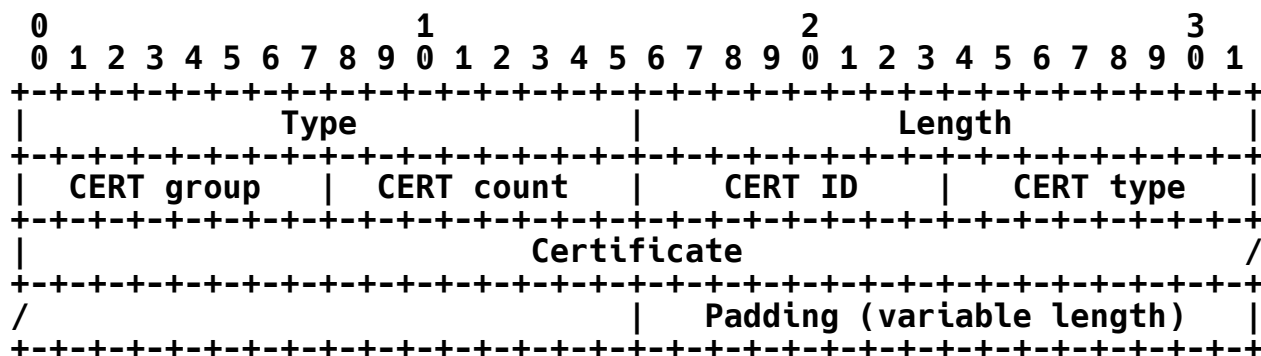 0                   1                   2                   3
 0 1 2 3 4 5 6 7 8 9 0 1 2 3 4 5 6 7 8 9 0 1 2 3 4 5 6 7 8 9 0 1
+-+-+-+-+-+-+-+-+-+-+-+-+-+-+-+-+-+-+-+-+-+-+-+-+-+-+-+-+-+-+-+-+
|             Type              |             Length            |
+-+-+-+-+-+-+-+-+-+-+-+-+-+-+-+-+-+-+-+-+-+-+-+-+-+-+-+-+-+-+-+-+
|  CERT group   |  CERT count   |    CERT ID    |   CERT type   |
+-+-+-+-+-+-+-+-+-+-+-+-+-+-+-+-+-+-+-+-+-+-+-+-+-+-+-+-+-+-+-+-+
|                          Certificate                          /
+-+-+-+-+-+-+-+-+-+-+-+-+-+-+-+-+-+-+-+-+-+-+-+-+-+-+-+-+-+-+-+-+
/                               |   Padding (variable length)   |
+-+-+-+-+-+-+-+-+-+-+-+-+-+-+-+-+-+-+-+-+-+-+-+-+-+-+-+-+-+-+-+-+